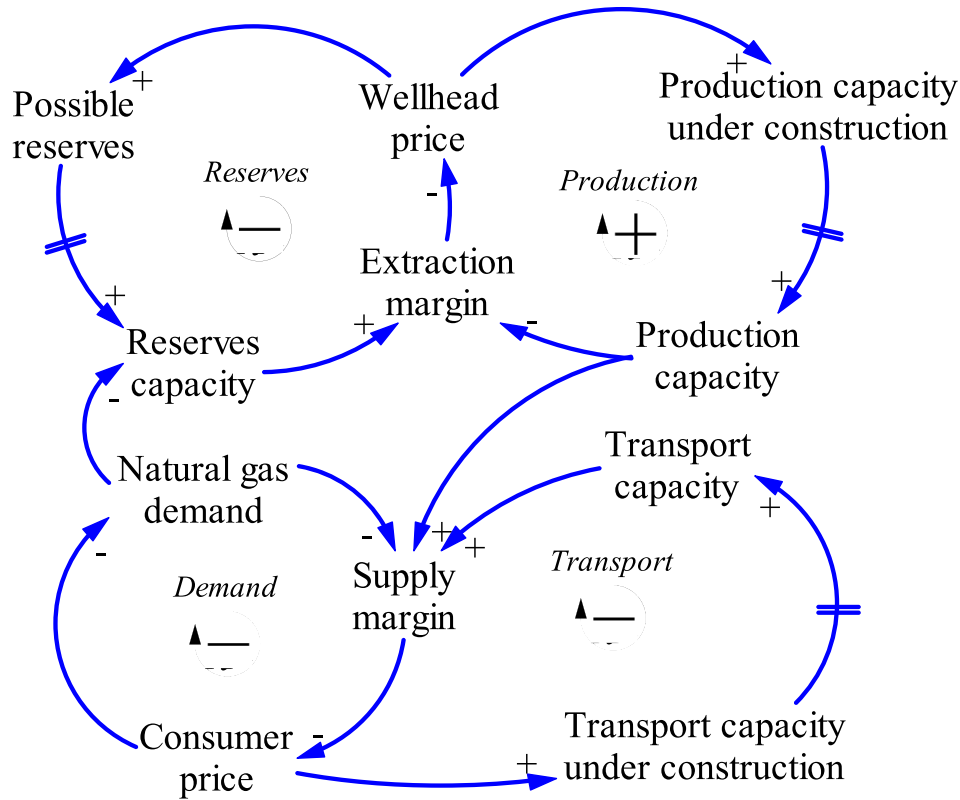 Possible
reserves
+
Wellhead
price
+
Production capacity
under construction
Reserves
-
Production
Extraction
margin
+
Reserves
capacity
+
-
+
Production
capacity
-
Natural gas
demand
Transport
capacity
+
-
-
+
+
Supply
margin
Demand
Transport
Consumer
price
-
+
Transport capacity
under construction